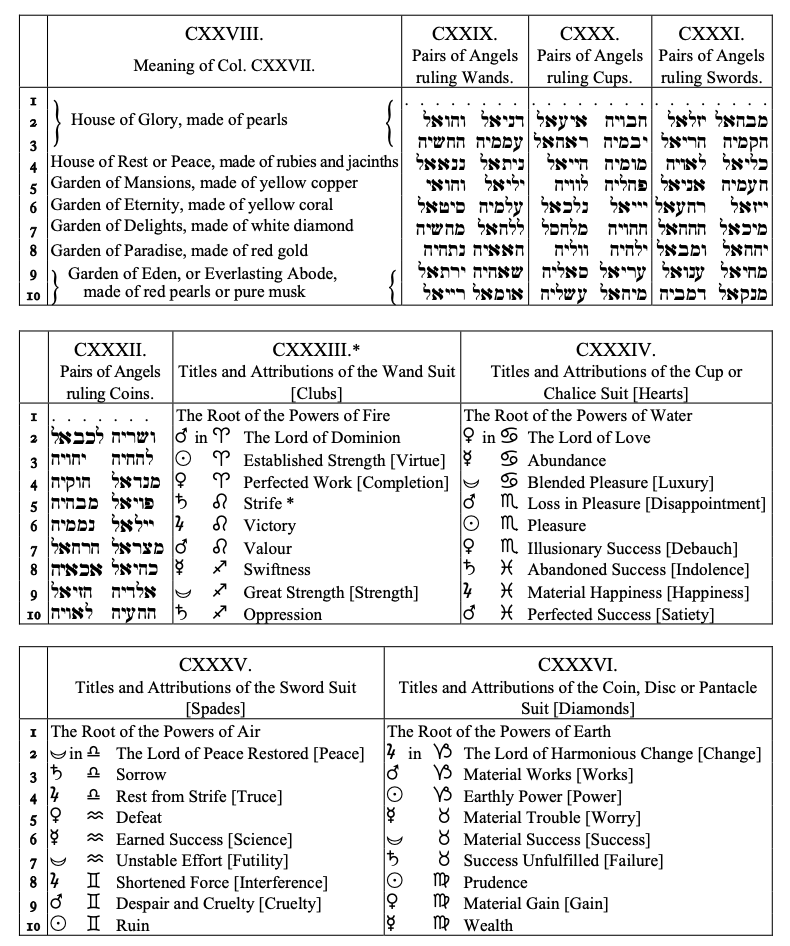 CXXVIII.
Meaning of Col. CXXVII.
CXXIX.
Pairs of Angels
ruling Wands.
CXXX.
Pairs of Angels
ruling Cups.
CXXXI.
Pairs of Angels
ruling Swords.
1 . . . . . . . . . . . . . . . . . . . . .
2 House of Glory, made of pearls דניאל והואל חבויה איעאל מבהאל יזלאל
3 עממיה החשיה יבמיה ראהאל הקמיה הריאל
4 House of Rest or Peace, made of rubies and jacinths ניתאל ננאאל מומיה הייאל כליאל לאויה
5 Garden of Mansions, made of yellow copper יליאל והואי פהליה לוויה חעמיה אניאל
6 Garden of Eternity, made of yellow coral עלמיה סיטאל ייייאל נלכאל ייזאל רהעאל
7 Garden of Delights, made of white diamond ללהאל מהשיה חהויה מלהסל מיכאל הההאל
8 Garden of Paradise, made of red gold האאיה נתהיה ילהיה ווליה יההאל ומבאל
9 Garden of Eden, or Everlasting Abode, שאהיה ירתאל עריאל סאליה מחיאל ענואל
10 made of red pearls or pure musk אומאל רייאל מיהאל עשליה מנקאל דמביה
CXXXII.
Pairs of Angels
ruling Coins.
CXXXIII.*
Titles and Attributions of the Wand Suit
[Clubs]
CXXXIV.
Titles and Attributions of the Cup or
Chalice Suit [Hearts]
1 . . . . . . . The Root of the Powers of Fire The Root of the Powers of Water
2 ושריה לכבאל ♂ in ♈ The Lord of Dominion ♀ in ♋ The Lord of Love
3 להחיה יחויה ☉ ♈ Established Strength [Virtue] ☿ ♋ Abundance
4 מנדאל הוקיה ♀ ♈ Perfected Work [Completion] ☽ ♋ Blended Pleasure [Luxury]
5 פויאל מבהיה ♄ ♌ Strife * ♂ ♏ Loss in Pleasure [Disappointment]
6 יילאל נממיה ♃ ♌ Victory ☉ ♏ Pleasure
7 מצראל הרחאל ♂ ♌ Valour ♀ ♏ Illusionary Success [Debauch]
8 כהיאל אכאיה ☿ ♐ Swiftness ♄ ♓ Abandoned Success [Indolence]
9 אלדיה הזיאל ☽ ♐ Great Strength [Strength] ♃ ♓ Material Happiness [Happiness]
10 ההעיה לאויה ♄ ♐ Oppression ♂ ♓ Perfected Success [Satiety]
CXXXV.
Titles and Attributions of the Sword Suit
[Spades]
CXXXVI.
Titles and Attributions of the Coin, Disc or Pantacle
Suit [Diamonds]
1 The Root of the Powers of Air The Root of the Powers of Earth
2 ☽ in ♎ The Lord of Peace Restored [Peace] ♃ in ♑ The Lord of Harmonious Change [Change]
3 ♄ ♎ Sorrow ♂ ♑ Material Works [Works]
4 ♃ ♎ Rest from Strife [Truce] ☉ ♑ Earthly Power [Power]
5 ♀ ♒ Defeat ☿ ♉ Material Trouble [Worry]
6 ☿ ♒ Earned Success [Science] ☽ ♉ Material Success [Success]
7 ☽ ♒ Unstable Effort [Futility] ♄ ♉ Success Unfulfilled [Failure]
8 ♃ ♊ Shortened Force [Interference] ☉ ♍ Prudence
9 ♂ ♊ Despair and Cruelty [Cruelty] ♀ ♍ Material Gain [Gain]
10 ☉ ♊ Ruin ☿ ♍ Wealth